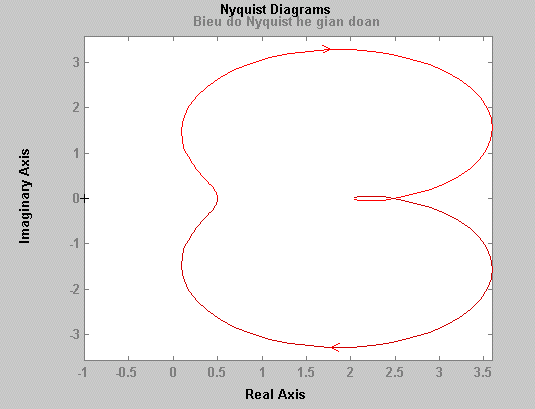 Nyquist Diagrams
Bieu do Nyquist he gian doan
Imaginary Axis
3
2
1
0
-1
-2
-3
-1 -0.5 0 0.5 1 1.5 2 2.5 3 3.5
Real Axis